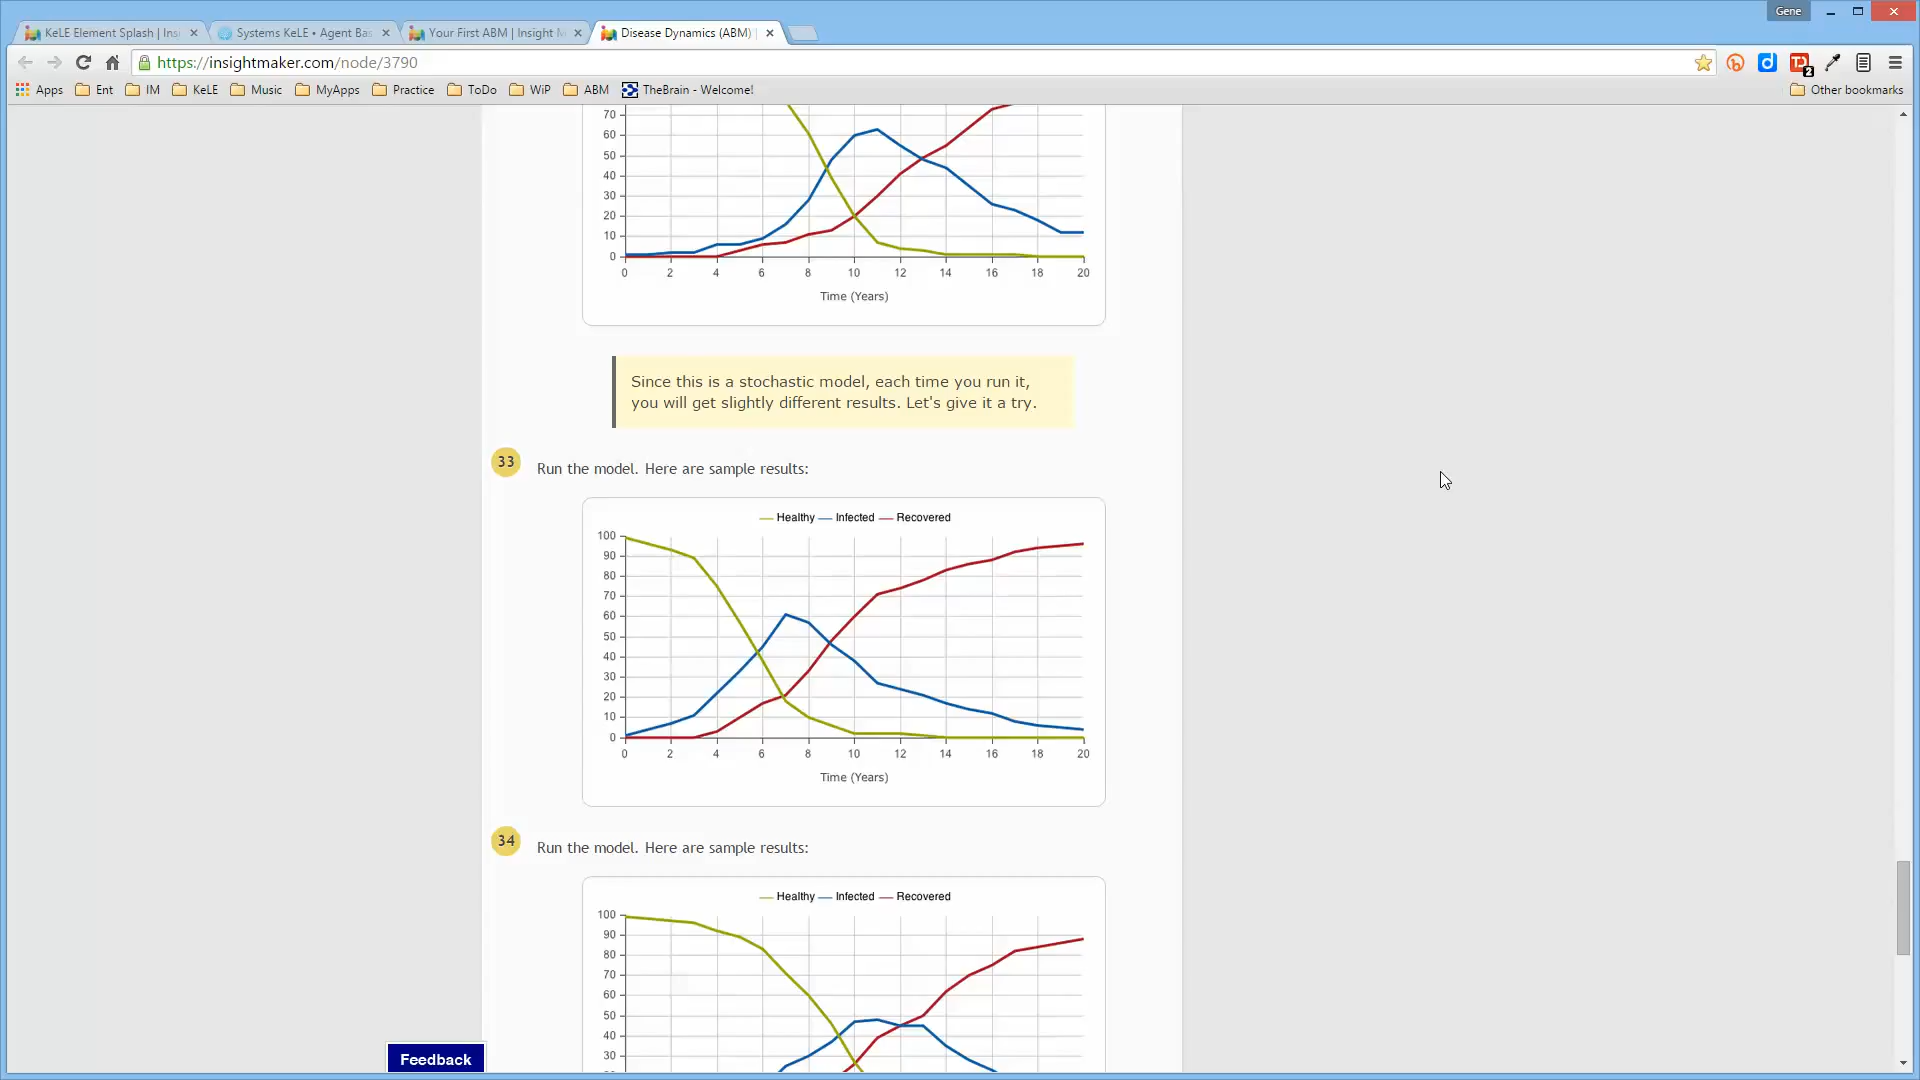 Gene
KeLE Element Splash | Ins
Systems KeLE • Agent Bas
Your First ABM | Insight M
Disease Dynamics (ABM) |
https://insightmaker.com/node/3790
Apps Ent IM KeLE Music MyApps Practice ToDo WiP ABM TheBrain - Welcome! Other bookmarks
70
60
50
40
30
20
10
0
0 2 4 6 8 10 12 14 16 18 20
Time (Years)
Since this is a stochastic model, each time you run it,
you will get slightly different results. Let's give it a try.
33 Run the model. Here are sample results:
Healthy Infected Recovered
100
90
80
70
60
50
40
30
20
10
0
0 2 4 6 8 10 12 14 16 18 20
Time (Years)
34 Run the model. Here are sample results:
Healthy Infected Recovered
100
90
80
70
60
50
40
30
Feedback